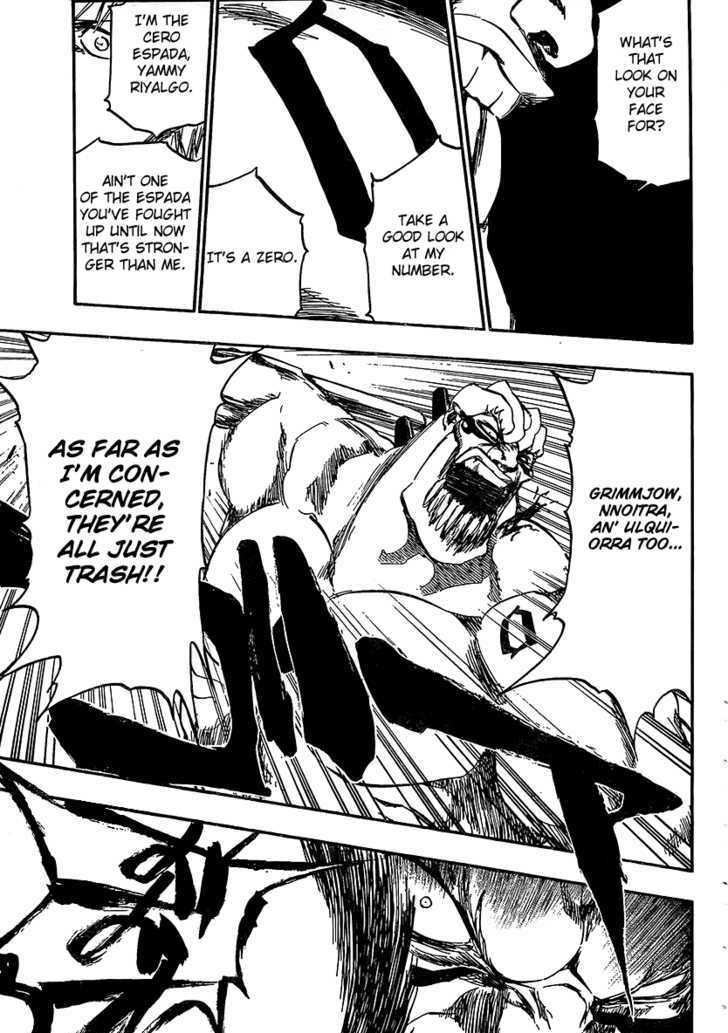 WHAT'S
THAT
LOOK ON
YOUR
FACE
FOR?
TAKE A
GOOD LOOK
AT MY
NUMBER.
IT'S A ZERO.
I'M THE
CERO
ESPADA,
YAMMY
RIYALGO.
AIN'T ONE
OF THE ESPADA
YOU'VE FOUGHT
UP UNTIL NOW
THAT'S STRON-
GER THAN ME.
GRIMMJOW,
NNOITRA,
AN' ULQUI-
ORRA TOO...
AS FAR AS
I'M CON-
CERNED,
THEY'RE
ALL JUST
TRASH!!